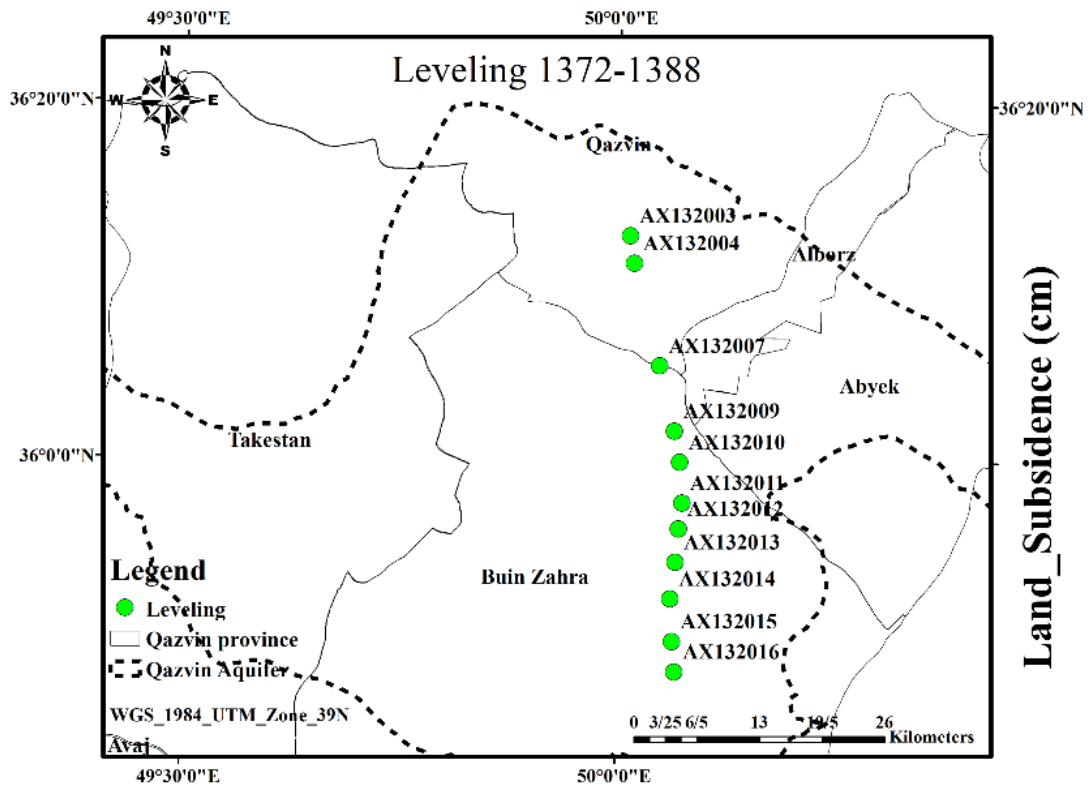 49°30'0"E
50°0'0"E
Leveling 1372-1388
N
W
E
S
36°20'0"N
36°20'0"N
Qazvin
AX132003
AX132004
Alborz
AX132007
Abyek
AX132009
Takestan
AX132010
36°0'0"N
AX132011
AX132012
AX132013
Buin Zahra
AX132014
AX132015
AX132016
Legend
Leveling
Qazvin province
Qazvin Aquifer
WGS_1984_UTM_Zone_39N
Avaj
0 3/25 6/5 13 19/5 26
Kilometers
49°30'0"E
50°0'0"E
Land_Subsidence (cm)